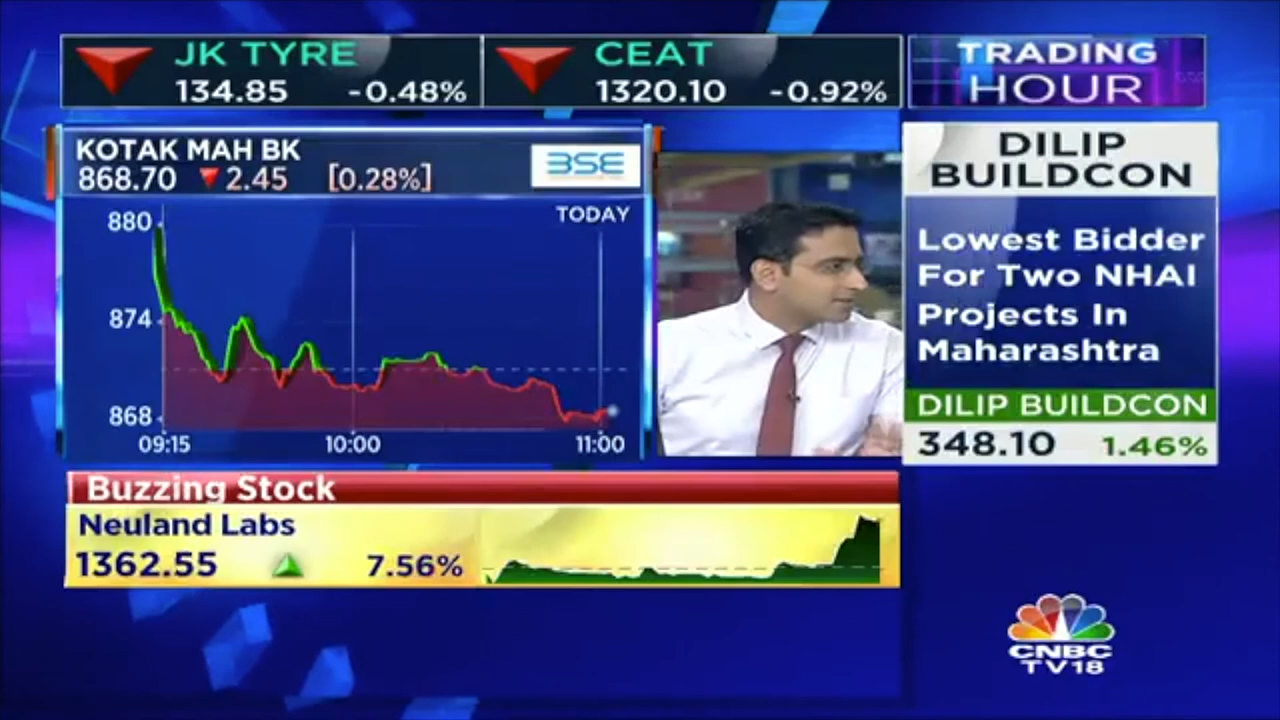 JK TYRE
134.85 -0.48%
CEAT
1320.10 -0.92%
TRADING
HOUR
KOTAK MAH BK
868.70 ▼2.45 [0.28%]
BSE
TODAY
880
874
868
09:15 10:00 11:00
DILIP
BUILDCON
Lowest Bidder
For Two NHAI
Projects In
Maharashtra
DILIP BUILDCON
348.10 1.46%
Buzzing Stock
Neuland Labs
1362.55 7.56%
CNBC
TV18